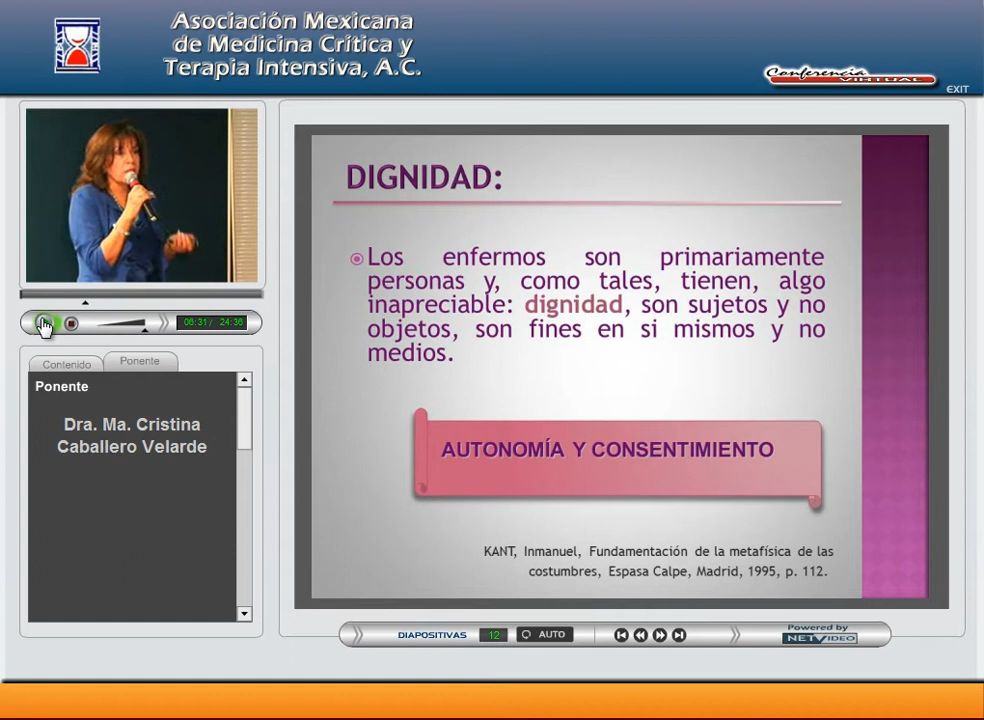 Asociación Mexicana
de Medicina Crítica y
Terapia Intensiva, A.C.
Conferencia
VIRTUAL
EXIT
06:31/ 24:36
Contenido
Ponente
Ponente
Dra. Ma. Cristina
Caballero Velarde
DIGNIDAD:
Los enfermos son primariamente
personas y, como tales, tienen, algo
inapreciable: dignidad, son sujetos y no
objetos, son fines en si mismos y no
medios.
AUTONOMÍA Y CONSENTIMIENTO
KANT, Inmanuel, Fundamentación de la metafísica de las
costumbres, Espasa Calpe, Madrid, 1995, p. 112.
DIAPOSITIVAS 12 AUTO
Powered by
NETVIDEO